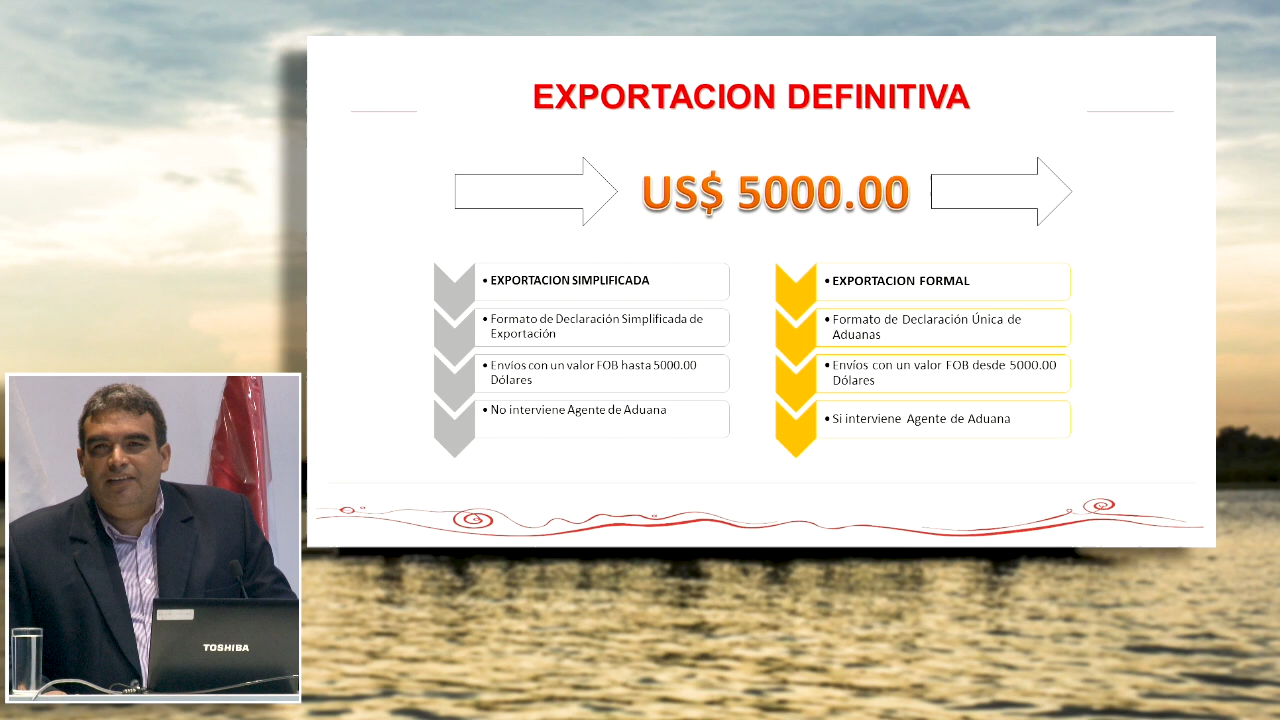 EXPORTACION DEFINITIVA
US$ 5000.00
• EXPORTACION SIMPLIFICADA
• Formato de Declaración Simplificada de
Exportación
• Envíos con un valor FOB hasta 5000.00
Dólares
• No interviene Agente de Aduana
• EXPORTACION FORMAL
• Formato de Declaración Única de
Aduanas
• Envíos con un valor FOB desde 5000.00
Dólares
• Si interviene Agente de Aduana
TOSHIBA